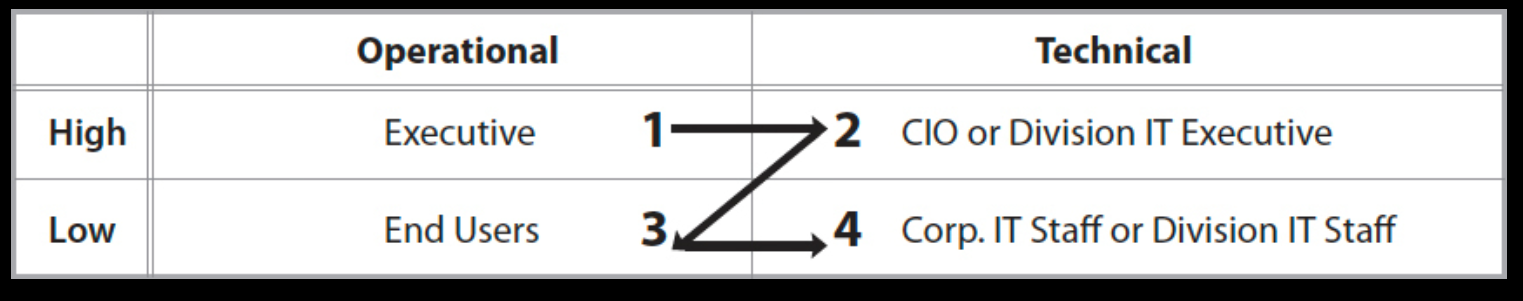 Operational Technical
High Executive 1 2 CIO or Division IT Executive
Low End Users 3 4 Corp. IT Staff or Division IT Staff